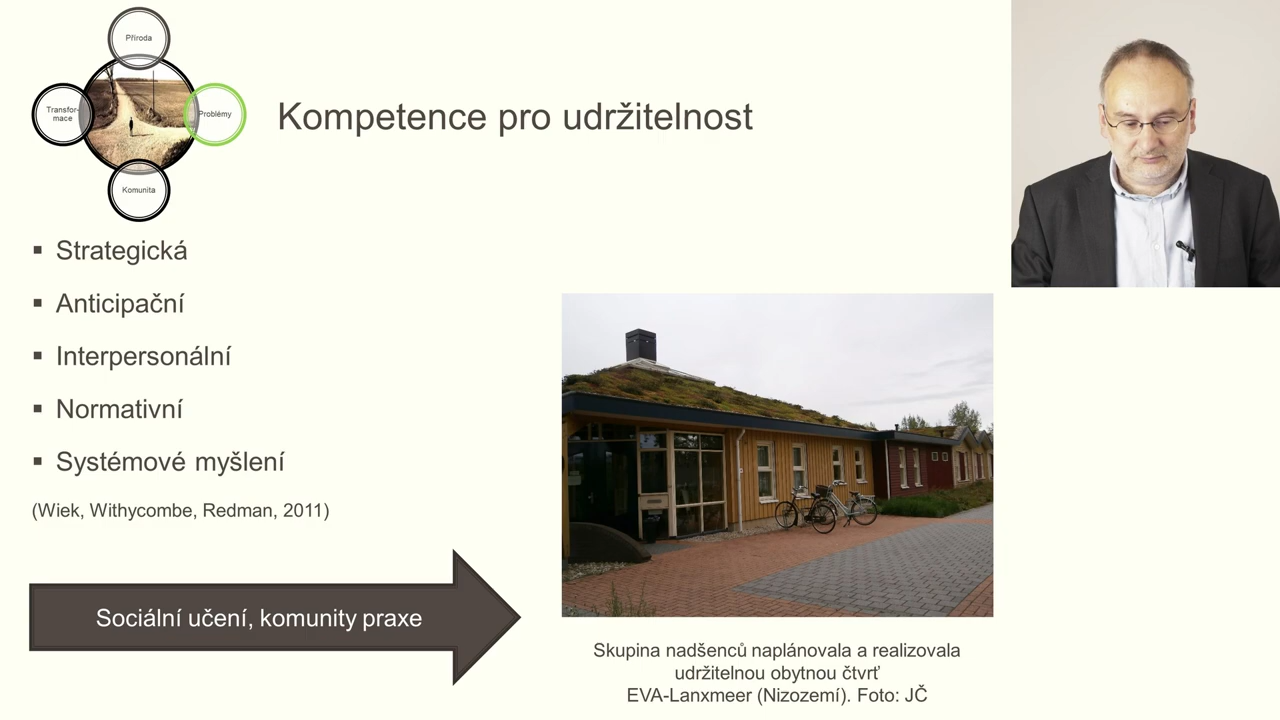 Příroda
Transfor-
mace
Problémy
Komunita
Kompetence pro udržitelnost
▪ Strategická
▪ Anticipační
▪ Interpersonální
▪ Normativní
▪ Systémové myšlení
(Wiek, Withycombe, Redman, 2011)
Sociální učení, komunity praxe
Skupina nadšenců naplánovala a realizovala
udržitelnou obytnou čtvrť
EVA-Lanxmeer (Nizozemí). Foto: JČ